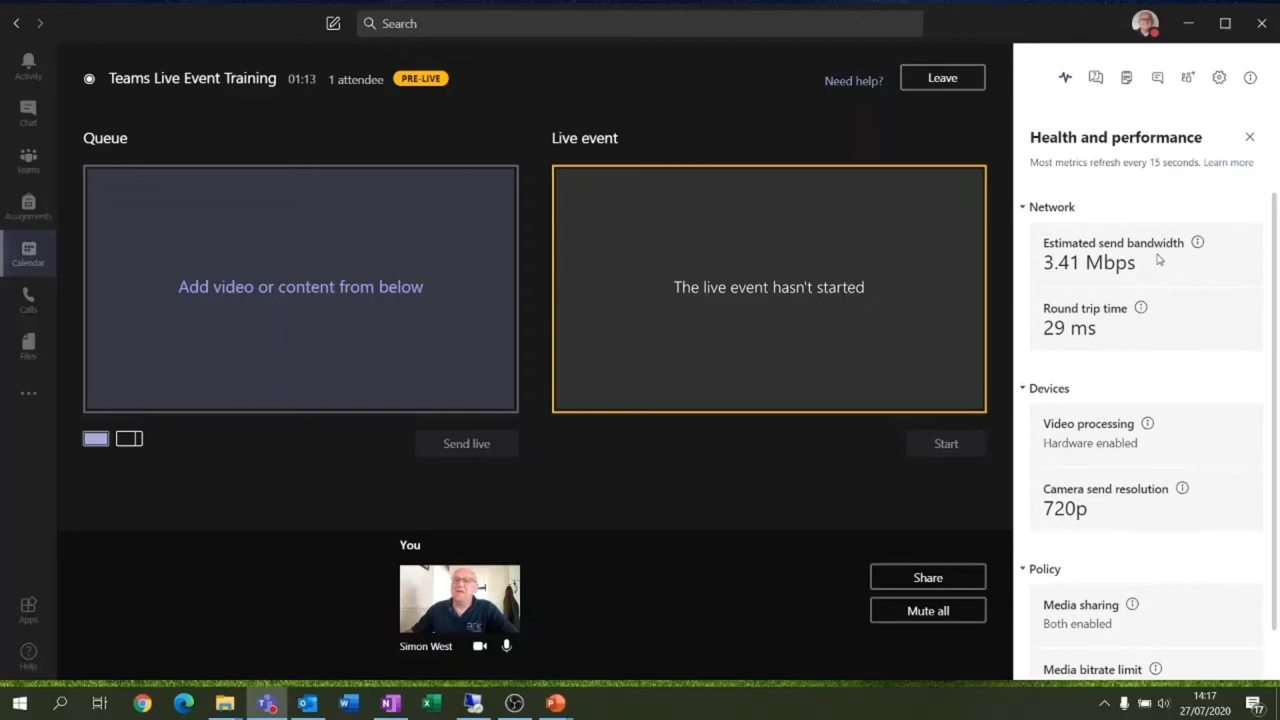 Search
Activity
Chat
Teams
Assignments
Calendar
Calls
Files
Apps
Help
Teams Live Event Training 01:13 1 attendee PRE-LIVE
Need help? Leave
Queue
Add video or content from below
Send live
Live event
The live event hasn't started
Start
You
Simon West
Share
Mute all
Health and performance
Most metrics refresh every 15 seconds. Learn more
Network
Estimated send bandwidth
3.41 Mbps
Round trip time
29 ms
Devices
Video processing
Hardware enabled
Camera send resolution
720p
Policy
Media sharing
Both enabled
Media bitrate limit
14:17
27/07/2020
17